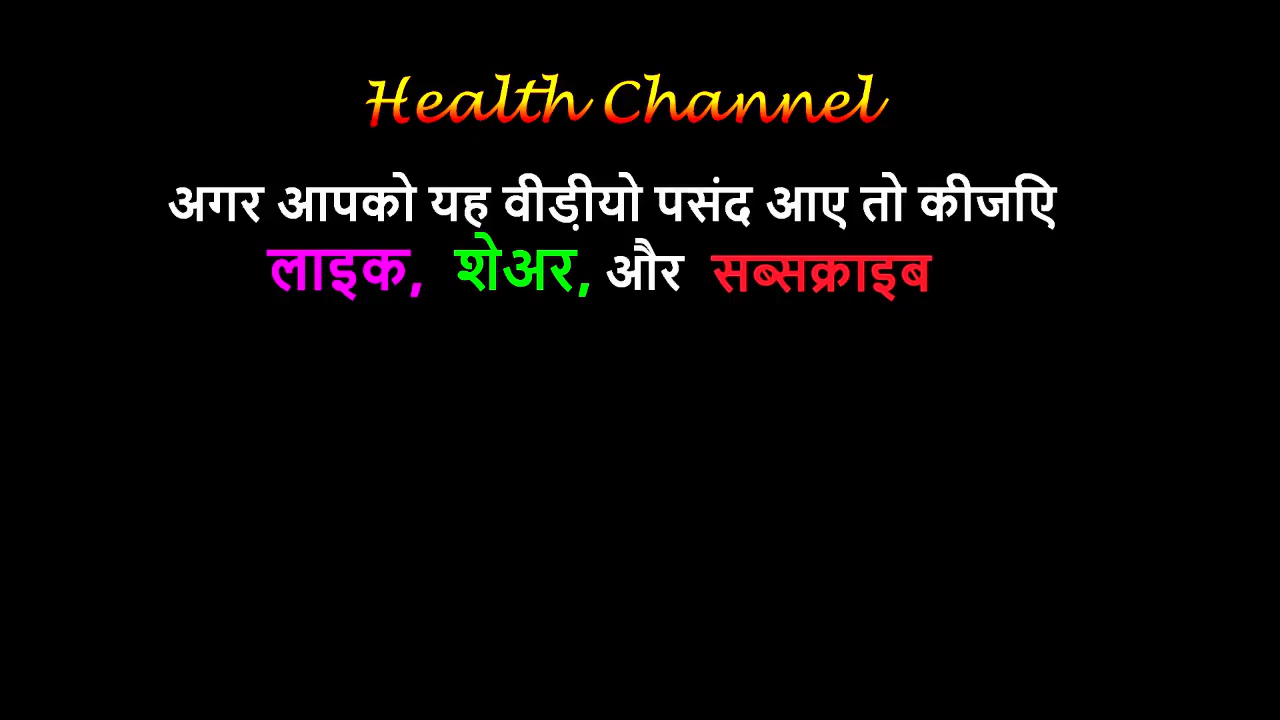 Health Channel
अगर आपको यह वीड़ीयो पसंद आए तो कीजिए
लाइक, शेअर, और सब्सक्राइब